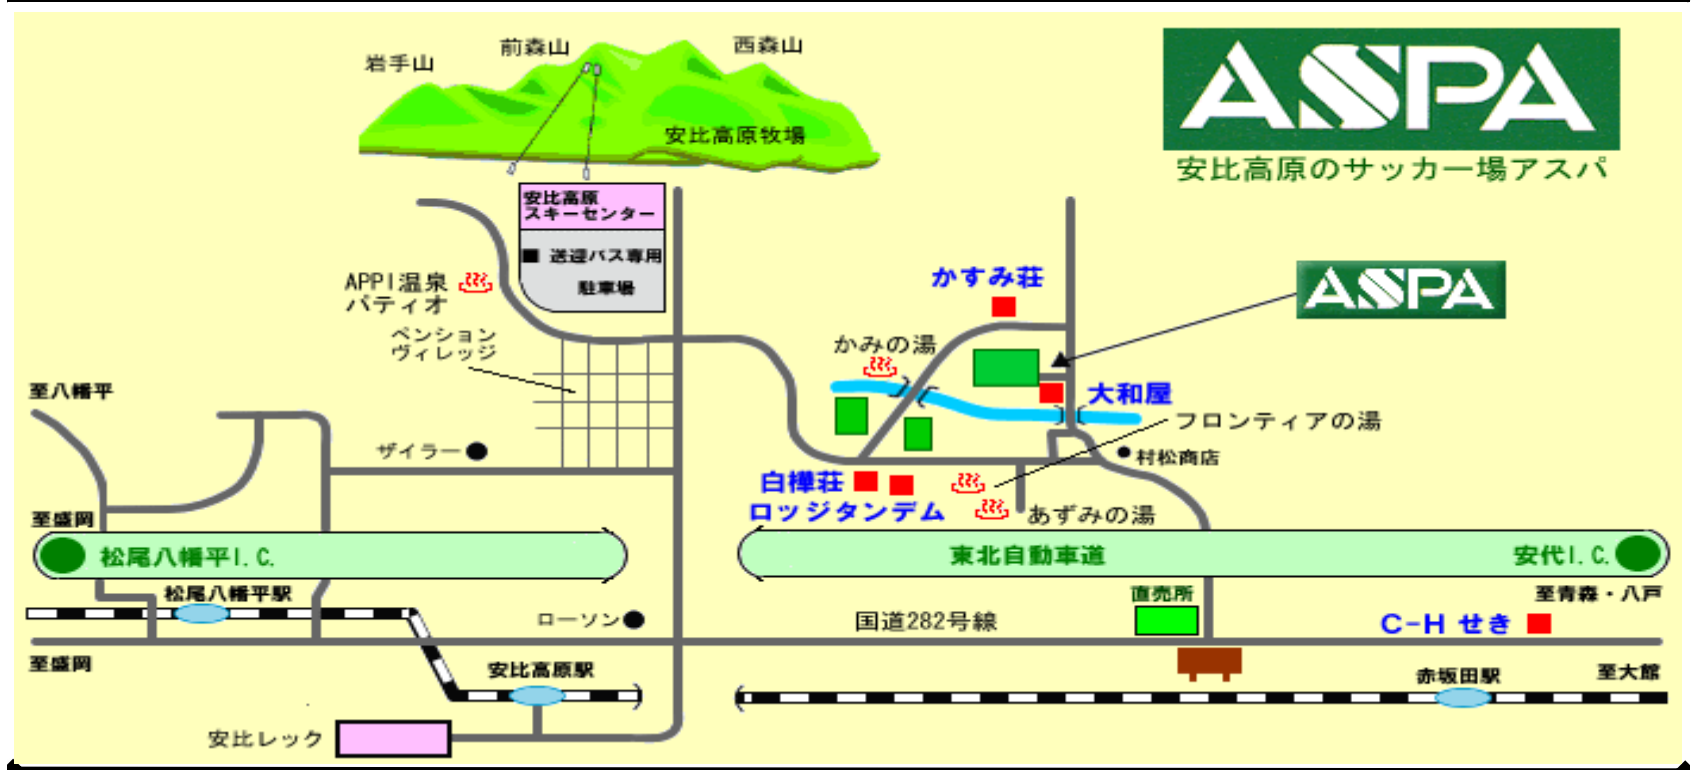 前森山
西森山
岩手山
ASPA
安比高原牧場
安比高原のサッカー場アスパ
安比高原
スキーセンター
送迎バス専用
駐車場
APPI温泉
パティオ
かすみ荘
ASPA
ペンション
ヴィレッジ
かみの湯
至八幡平
大和屋
フロンティアの湯
ザイラー
村松商店
白樺荘
ロッジタンデム
あずみの湯
至盛岡
松尾八幡平I.C.
東北自動車道
安代I.C.
松尾八幡平駅
直売所
至青森・八戸
ローソン
国道282号線
C-H せき
至盛岡
安比高原駅
赤坂田駅
至大館
安比レック